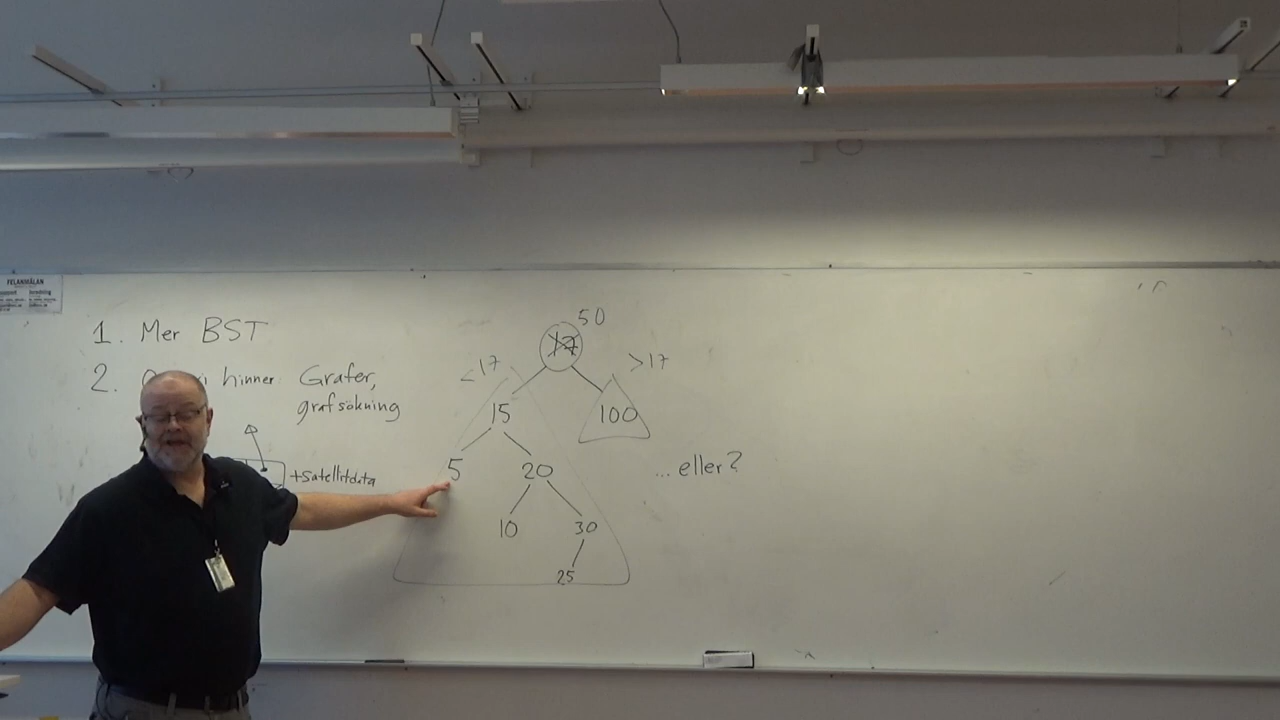 FELANMÄLAN
1. Mer BST
2. hinner: Grafer,
grafsökning
+satellitdata
50
17
<17
>17
15
100
5
20
10
30
25
...eller?